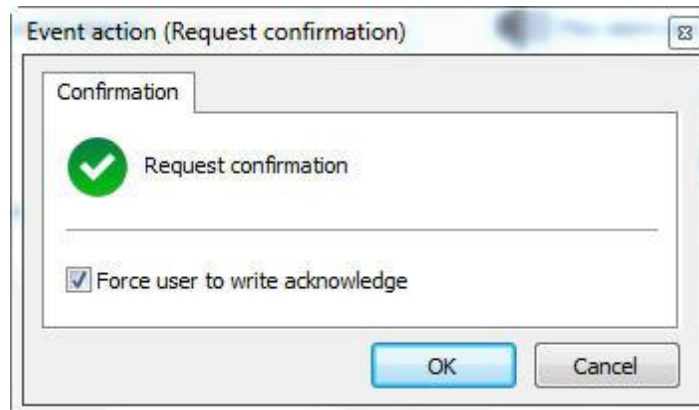 Event action (Request confirmation)
Confirmation
Request confirmation
Force user to write acknowledge
OK
Cancel